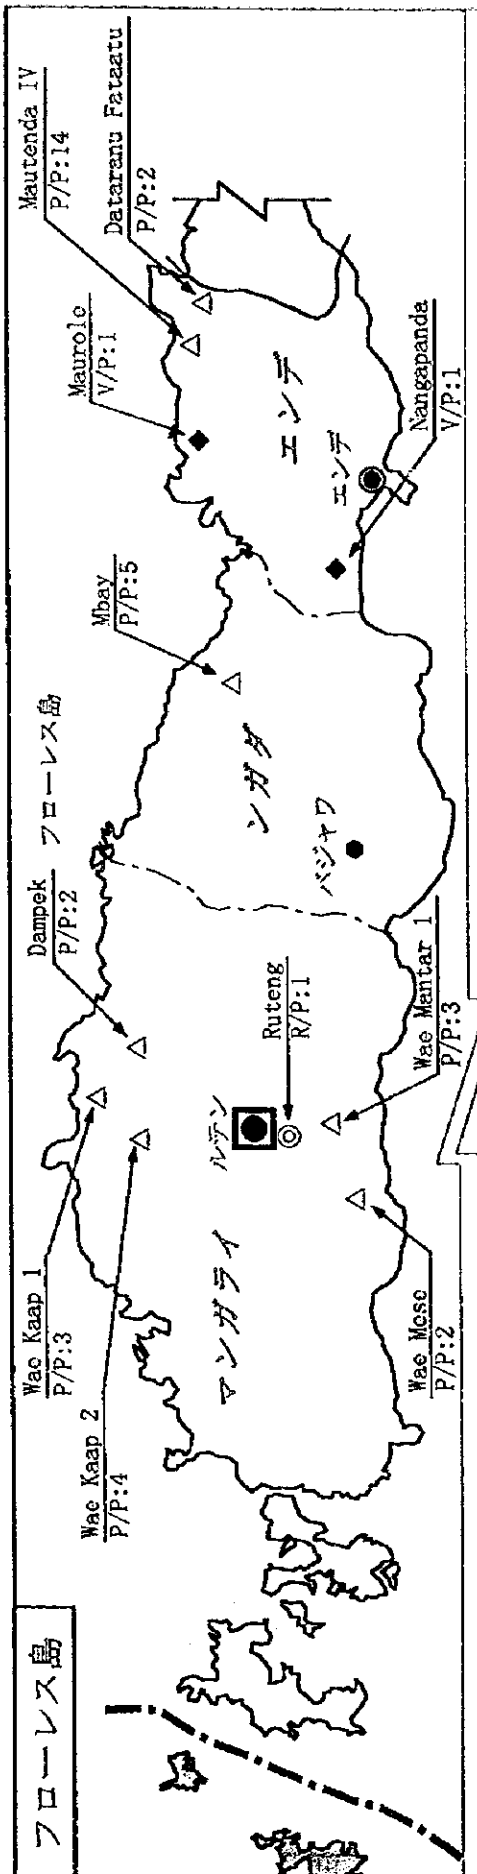 フローレス島
Wae Kaap 1
P/P:3
Wae Kaap 2
P/P:4
Dampek
P/P:2
フローレス島
Mbay
P/P:5
Maurole
V/P:1
Mautenda IV
P/P:14
Dataranu Fataatu
P/P:2
マンガライ
ルテン
Ruteng
R/P:1
ンガダ
バジャワ
エンデ
エンデ
Wae Mese
P/P:2
Wae Mantar 1
P/P:3
Nangapanda
V/P:1